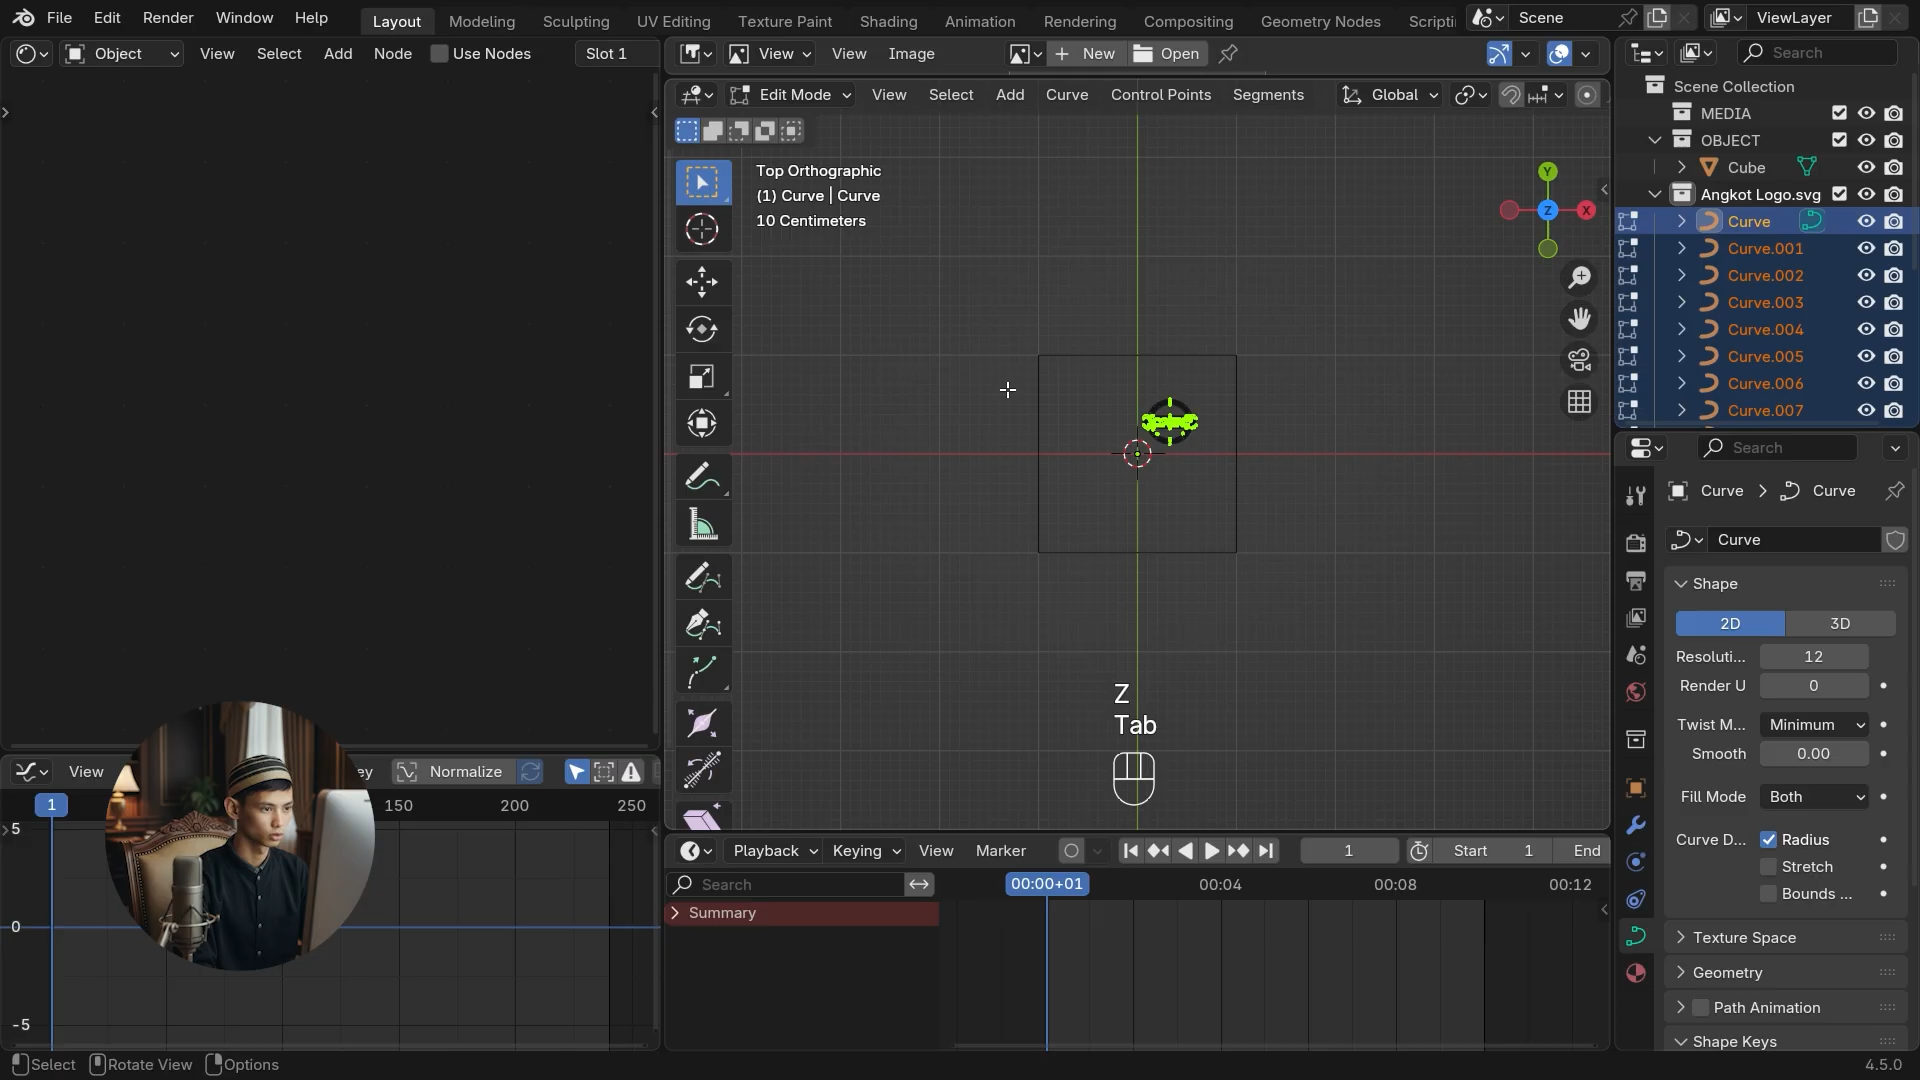 File Edit Render Window Help Layout Modeling Sculpting UV Editing Texture Paint Shading Animation Rendering Compositing Geometry Nodes Scripti Scene ViewLayer
Object View Select Add Node Use Nodes Slot 1 View View Image New Open Search
Edit Mode View Select Add Curve Control Points Segments Global
Top Orthographic
(1) Curve | Curve
10 Centimeters
Y
Z
X
Z
Tab
Scene Collection
MEDIA
OBJECT
Cube
Angkot Logo.svg
Curve
Curve.001
Curve.002
Curve.003
Curve.004
Curve.005
Curve.006
Curve.007
Search
Curve Curve
Curve
Shape
2D 3D
Resoluti... 12
Render U 0
Twist M... Minimum
Smooth 0.00
Fill Mode Both
Curve D... Radius
Stretch
Bounds ...
Texture Space
Geometry
Path Animation
Shape Keys
View ey Normalize
1 150 200 250
5
0
-5
Playback Keying View Marker 1 Start 1 End
Search 00:00+01 00:04 00:08 00:12
Summary
Select Rotate View Options 4.5.0